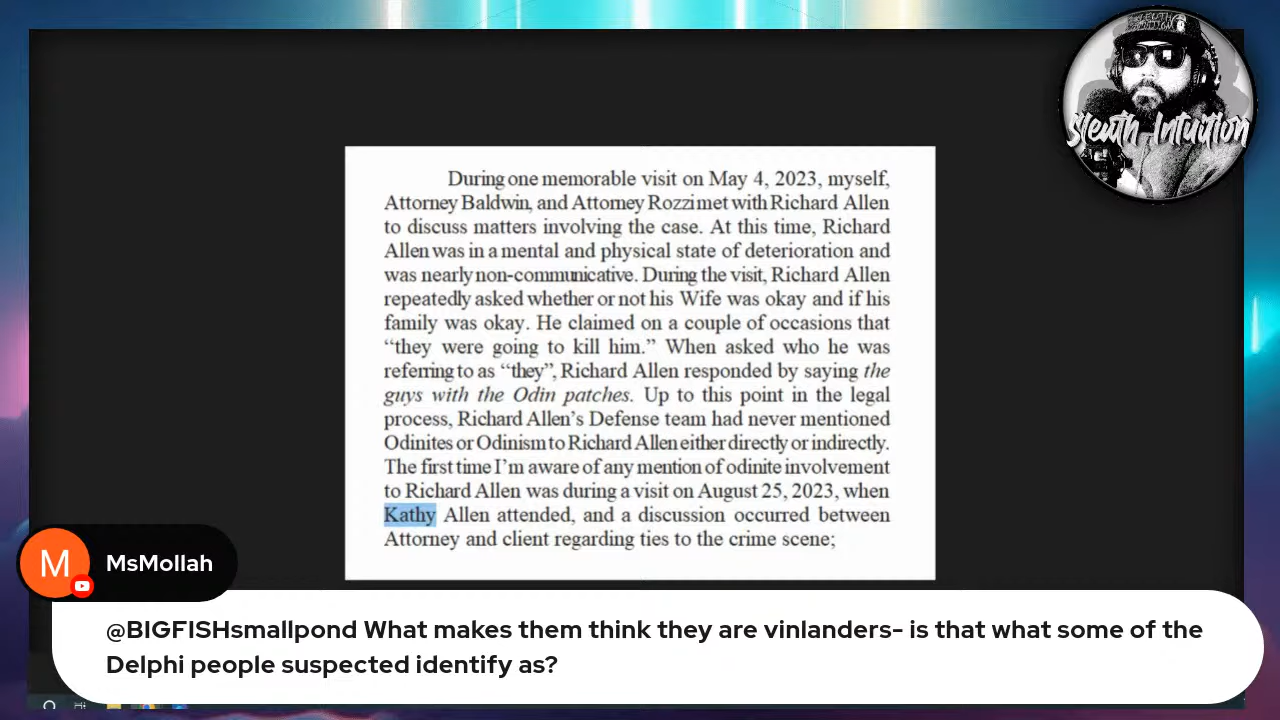 SLEUTH
INTUITION
Sleuth Intuition
During one memorable visit on May 4, 2023, myself,
Attorney Baldwin, and Attorney Rozzi met with Richard Allen
to discuss matters involving the case. At this time, Richard
Allen was in a mental and physical state of deterioration and
was nearly non-communicative. During the visit, Richard Allen
repeatedly asked whether or not his Wife was okay and if his
family was okay. He claimed on a couple of occasions that
“they were going to kill him.” When asked who he was
referring to as “they”, Richard Allen responded by saying the
guys with the Odin patches. Up to this point in the legal
process, Richard Allen’s Defense team had never mentioned
Odinites or Odinism to Richard Allen either directly or indirectly.
The first time I’m aware of any mention of odinite involvement
to Richard Allen was during a visit on August 25, 2023, when
Kathy Allen attended, and a discussion occurred between
Attorney and client regarding ties to the crime scene;
M
MsMollah
@BIGFISHsmallpond What makes them think they are vinlanders- is that what some of the
Delphi people suspected identify as?